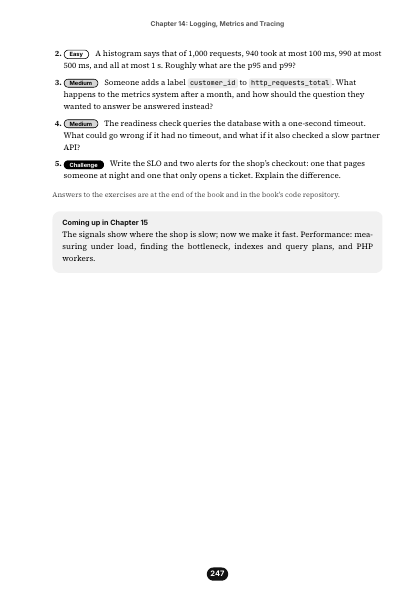 Chapter 14: Logging, Metrics and Tracing
2. Easy A histogram says that of 1,000 requests, 940 took at most 100 ms, 990 at most
500 ms, and all at most 1 s. Roughly what are the p95 and p99?
3. Medium Someone adds a label customer_id to http_requests_total. What
happens to the metrics system after a month, and how should the question they
wanted to answer be answered instead?
4. Medium The readiness check queries the database with a one-second timeout.
What could go wrong if it had no timeout, and what if it also checked a slow partner
API?
5. Challenge Write the SLO and two alerts for the shop's checkout: one that pages
someone at night and one that only opens a ticket. Explain the difference.
Answers to the exercises are at the end of the book and in the book's code repository.
Coming up in Chapter 15
The signals show where the shop is slow; now we make it fast. Performance: mea-
suring under load, finding the bottleneck, indexes and query plans, and PHP
workers.
247